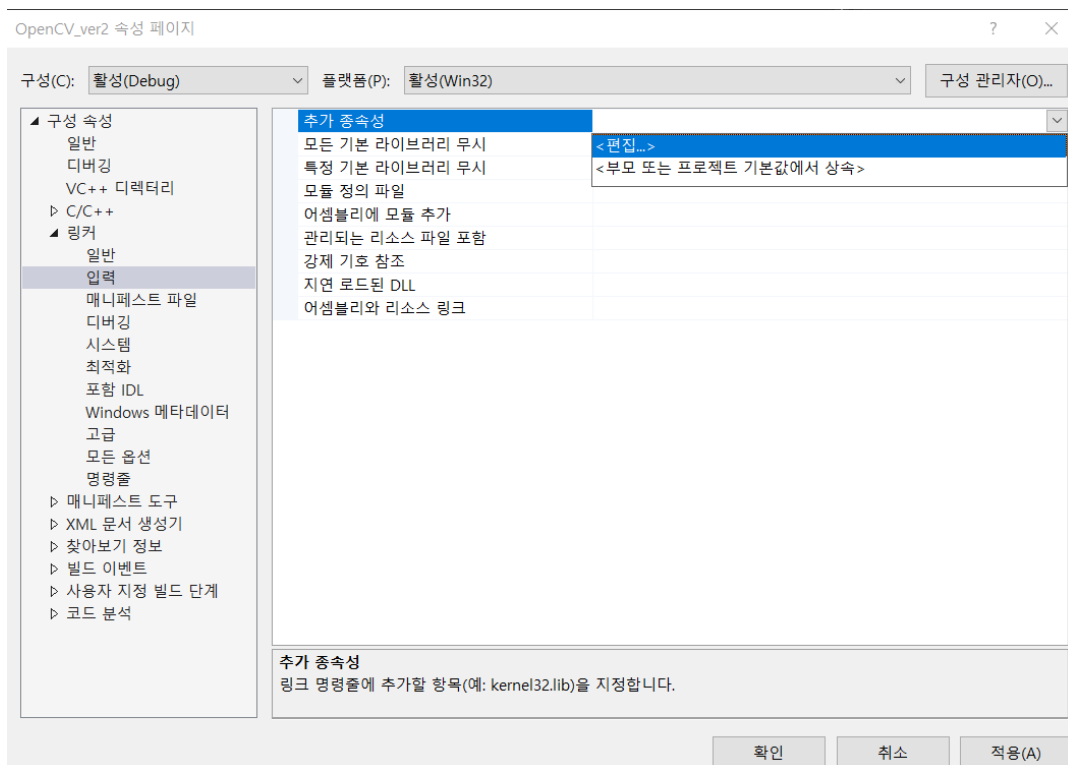 OpenCV_ver2 속성 페이지
구성(C): 활성(Debug) 플랫폼(P): 활성(Win32) 구성 관리자(O)...
구성 속성
일반
디버깅
VC++ 디렉터리
C/C++
링커
일반
입력
매니페스트 파일
디버깅
시스템
최적화
포함 IDL
Windows 메타데이터
고급
모든 옵션
명령줄
매니페스트 도구
XML 문서 생성기
찾아보기 정보
빌드 이벤트
사용자 지정 빌드 단계
코드 분석
추가 종속성
모든 기본 라이브러리 무시
특정 기본 라이브러리 무시
모듈 정의 파일
어셈블리에 모듈 추가
관리되는 리소스 파일 포함
강제 기호 참조
지연 로드된 DLL
어셈블리와 리소스 링크
<편집...>
<부모 또는 프로젝트 기본값에서 상속>
추가 종속성
링크 명령줄에 추가할 항목(예: kernel32.lib)을 지정합니다.
확인 취소 적용(A)